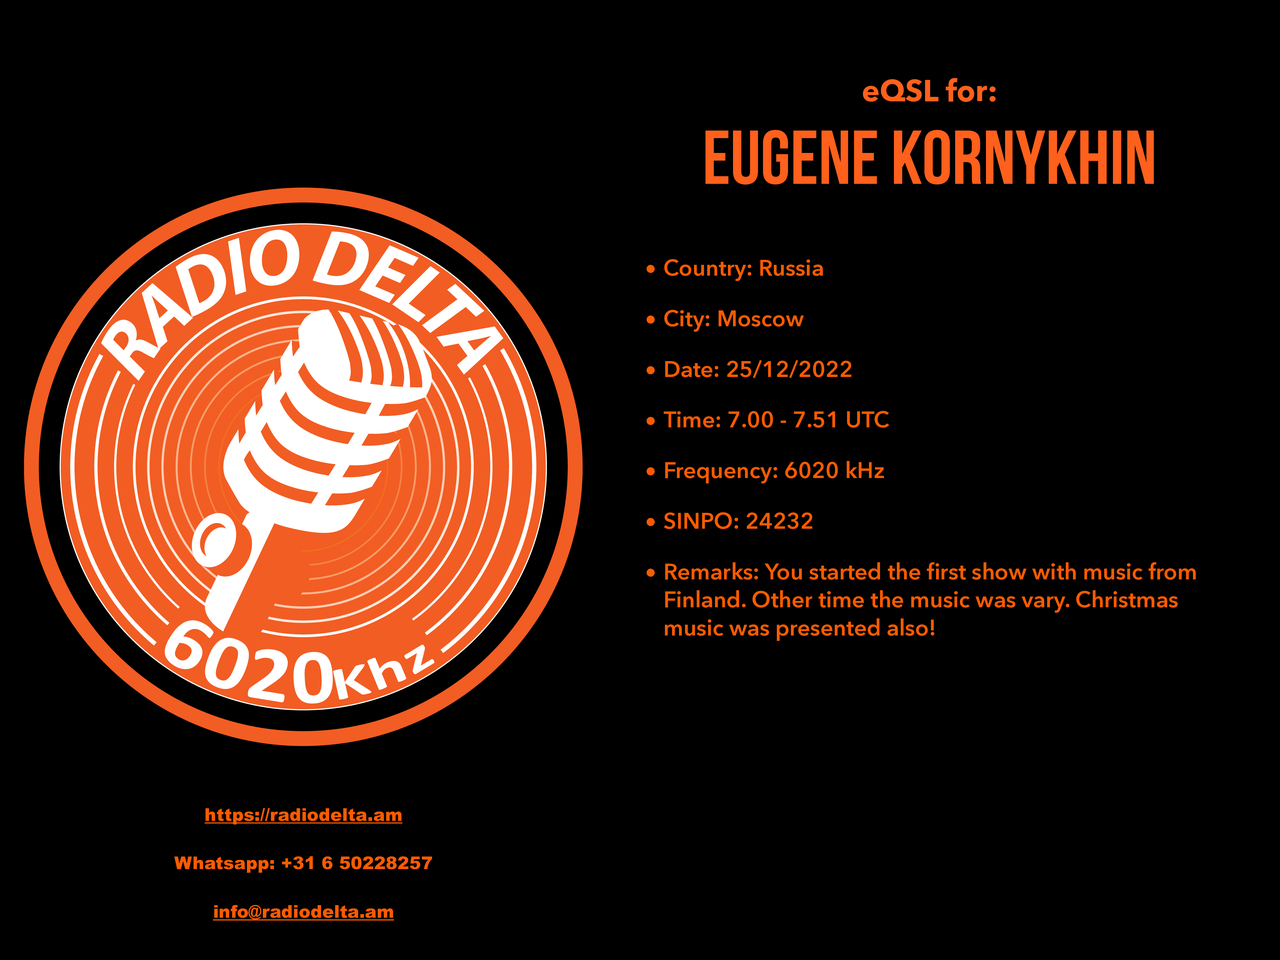 RADIO DELTA
6020Khz
https://radiodelta.am
Whatsapp: +31 6 50228257
info@radiodelta.am
eQSL for:
EUGENE KORNYKHIN
• Country: Russia
• City: Moscow
• Date: 25/12/2022
• Time: 7.00 - 7.51 UTC
• Frequency: 6020 kHz
• SINPO: 24232
• Remarks: You started the first show with music from
Finland. Other time the music was vary. Christmas
music was presented also!